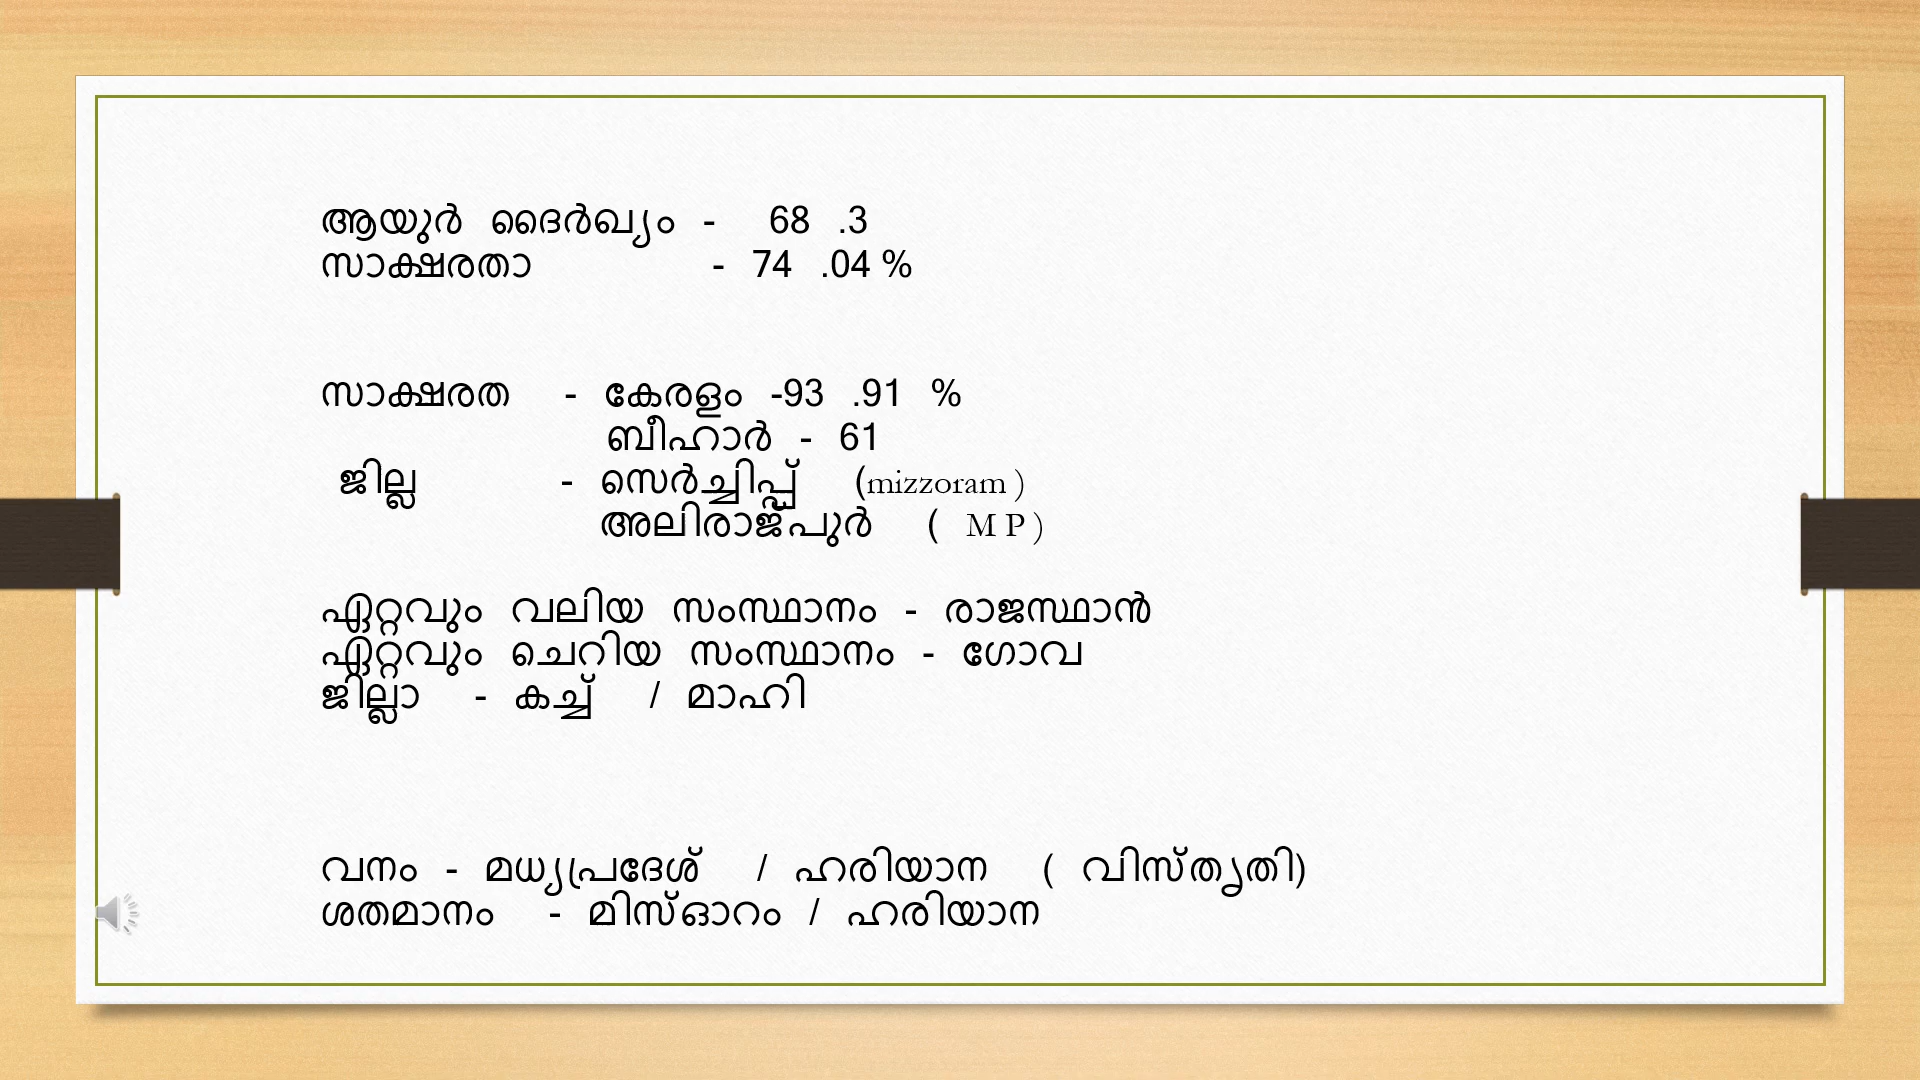 ആയുർ ദൈർഖ്യം - 68 .3
സാക്ഷരതാ - 74 .04 %
സാക്ഷരത - കേരളം -93 .91 %
ബീഹാർ - 61
ജില്ല - സെർച്ചിപ്പ് (mizzoram )
അലിരാജ്പുർ ( M P )
ഏറ്റവും വലിയ സംസ്ഥാനം - രാജസ്ഥാൻ
ഏറ്റവും ചെറിയ സംസ്ഥാനം - ഗോവ
ജില്ലാ - കച്ച് / മാഹി
വനം - മധ്യപ്രദേശ് / ഹരിയാന ( വിസ്തൃതി)
ശതമാനം - മിസ്ഓറം / ഹരിയാന